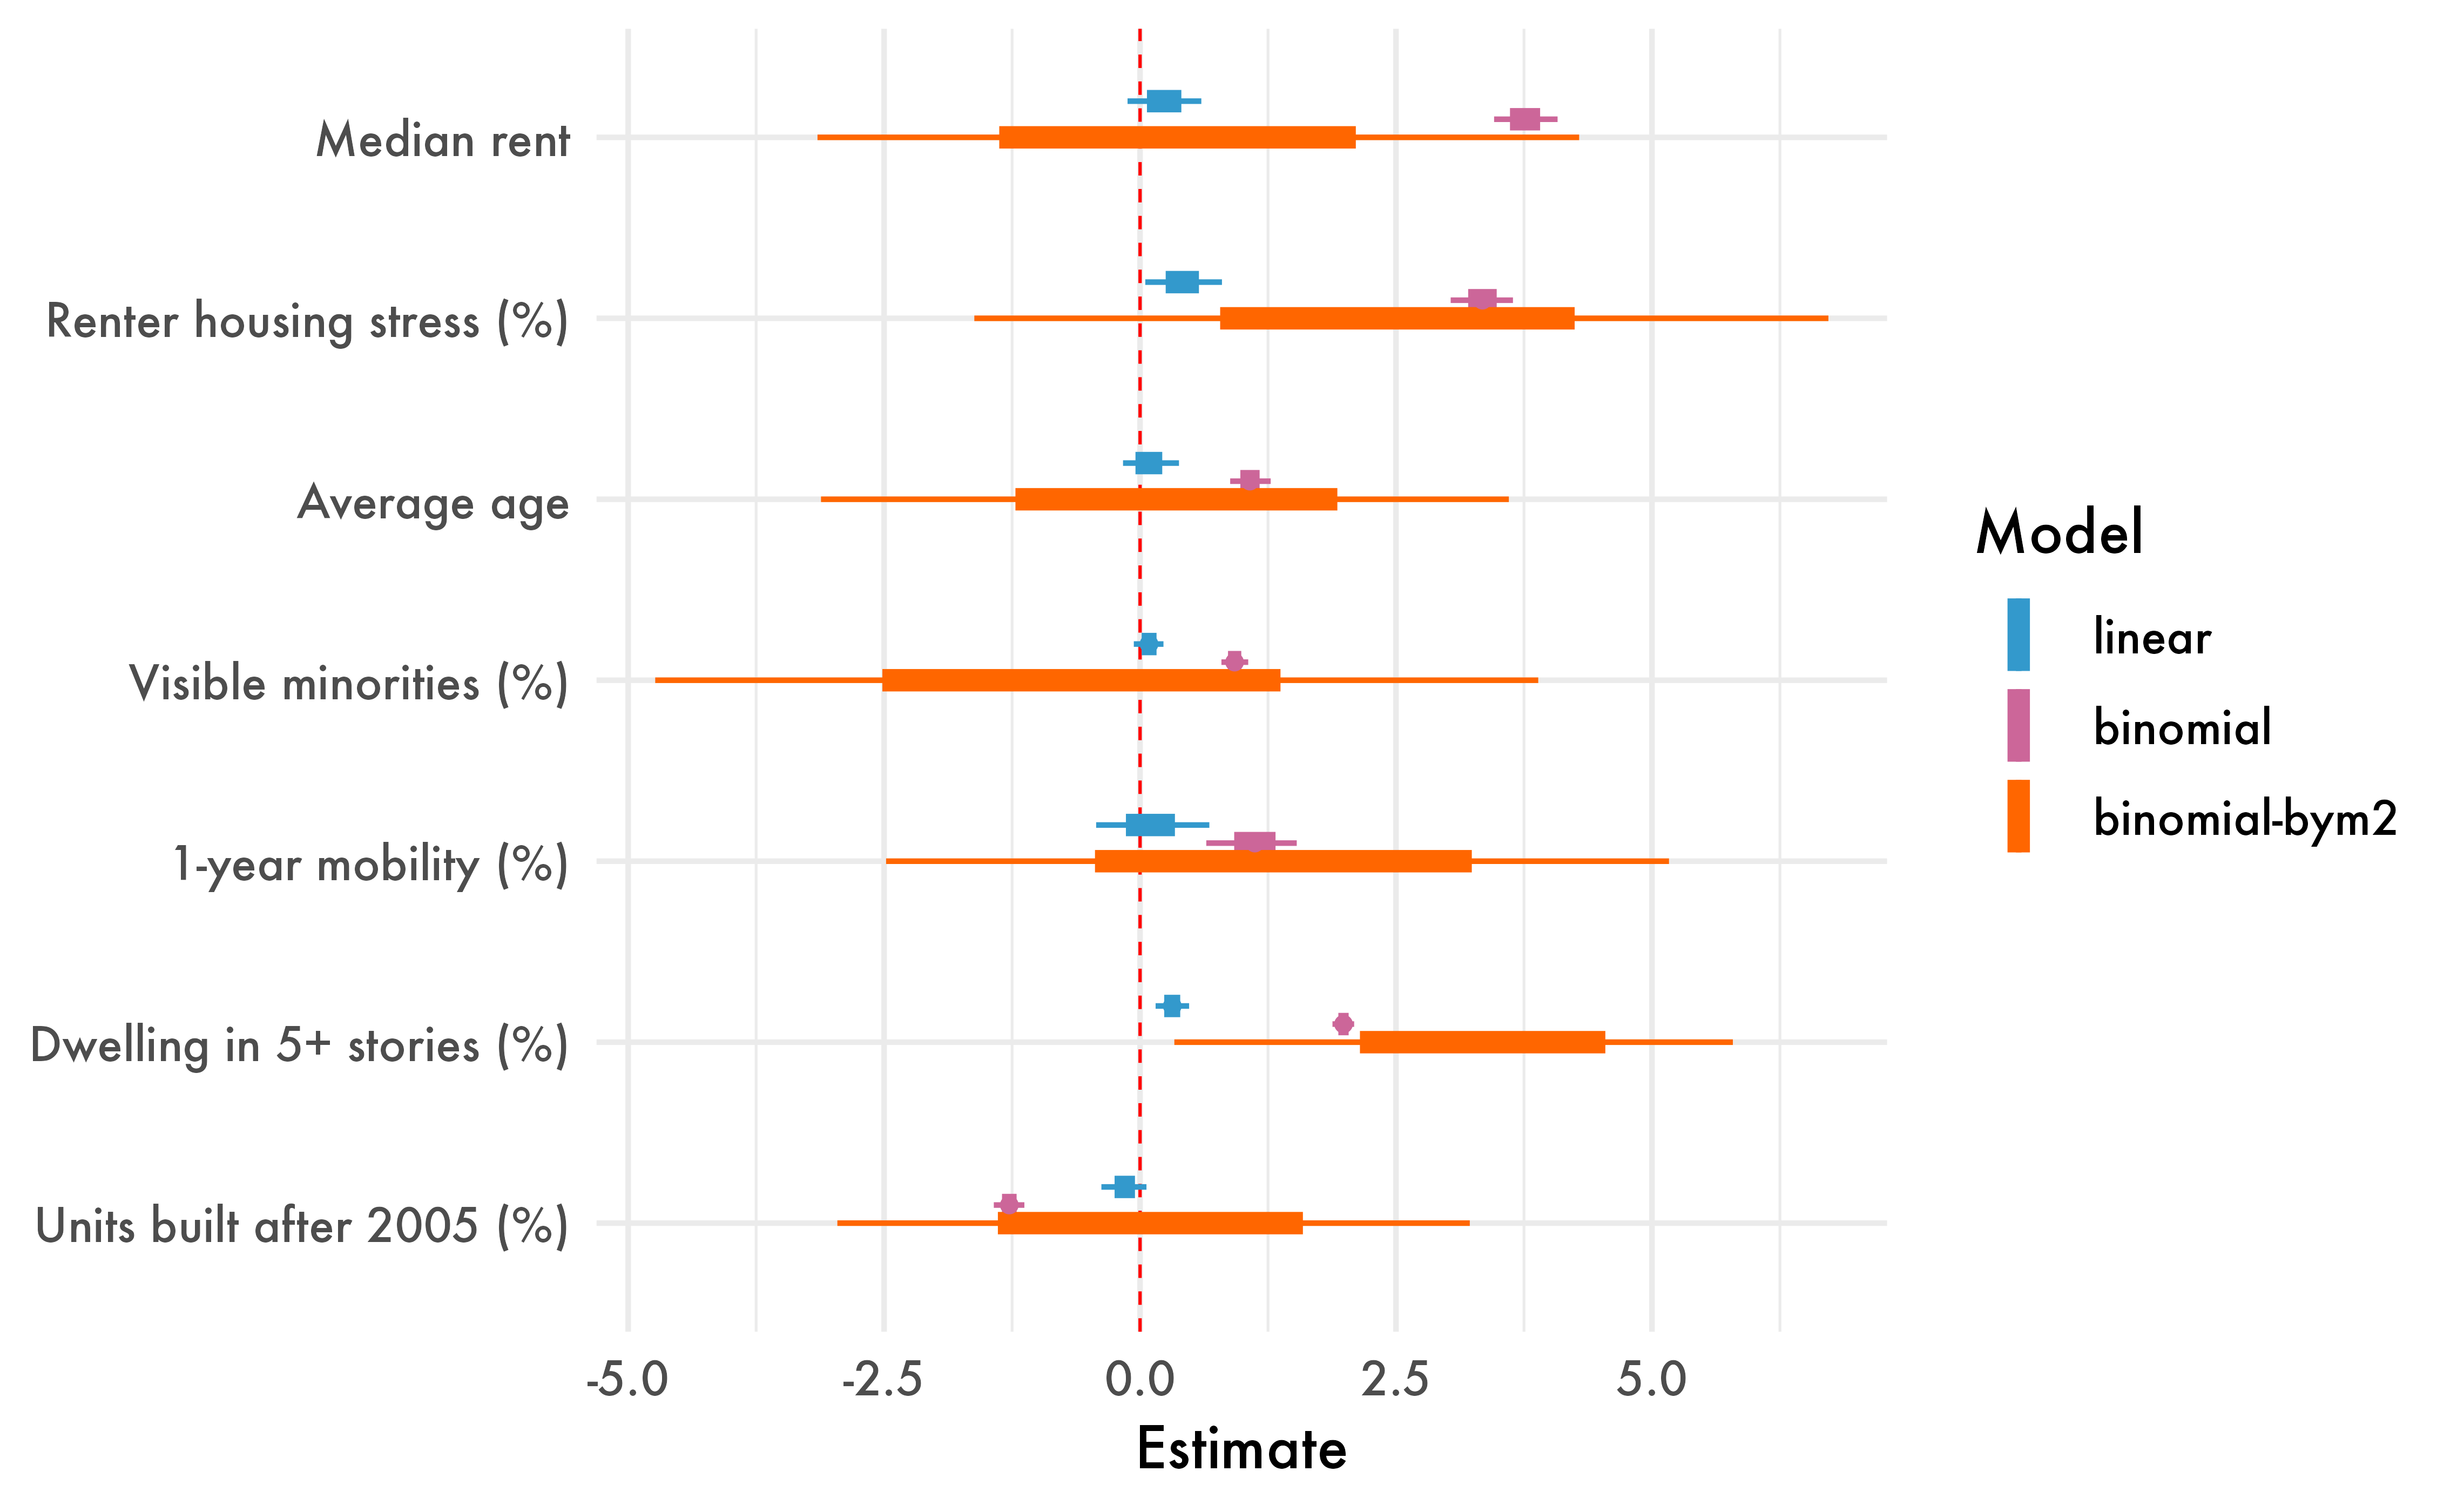 Median rent
Renter housing stress (%)
Average age
Visible minorities (%)
1-year mobility (%)
Dwelling in 5+ stories (%)
Units built after 2005 (%)
-5.0 -2.5 0.0 2.5 5.0
Estimate
Model
linear
binomial
binomial-bym2